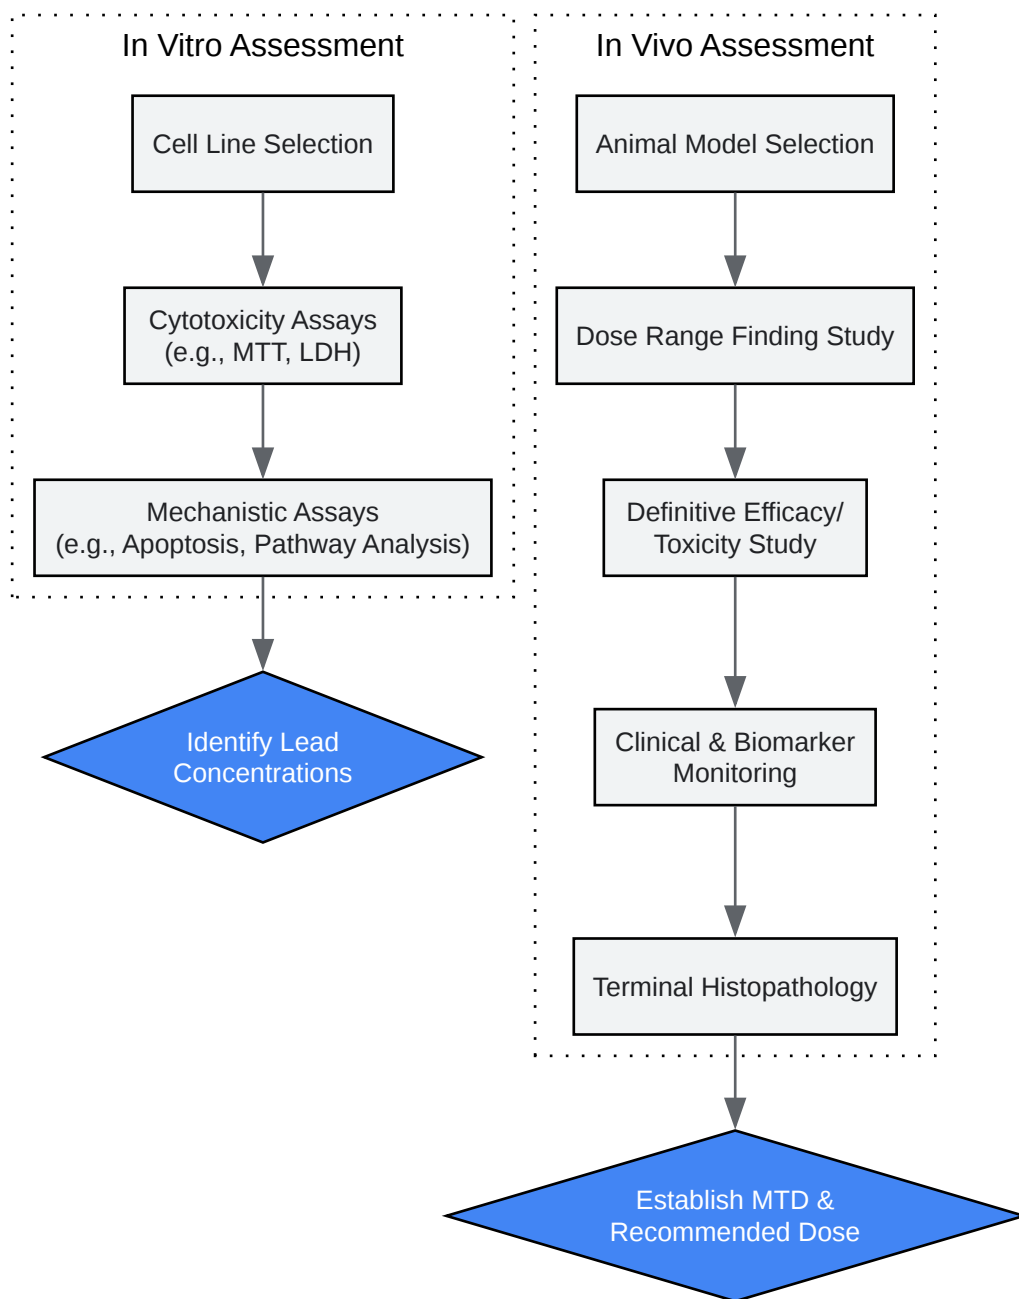 In Vitro Assessment
Cell Line Selection
Cytotoxicity Assays
(e.g., MTT, LDH)
Mechanistic Assays
(e.g., Apoptosis, Pathway Analysis)
Identify Lead
Concentrations
In Vivo Assessment
Animal Model Selection
Dose Range Finding Study
Definitive Efficacy/
Toxicity Study
Clinical & Biomarker
Monitoring
Terminal Histopathology
Establish MTD &
Recommended Dose